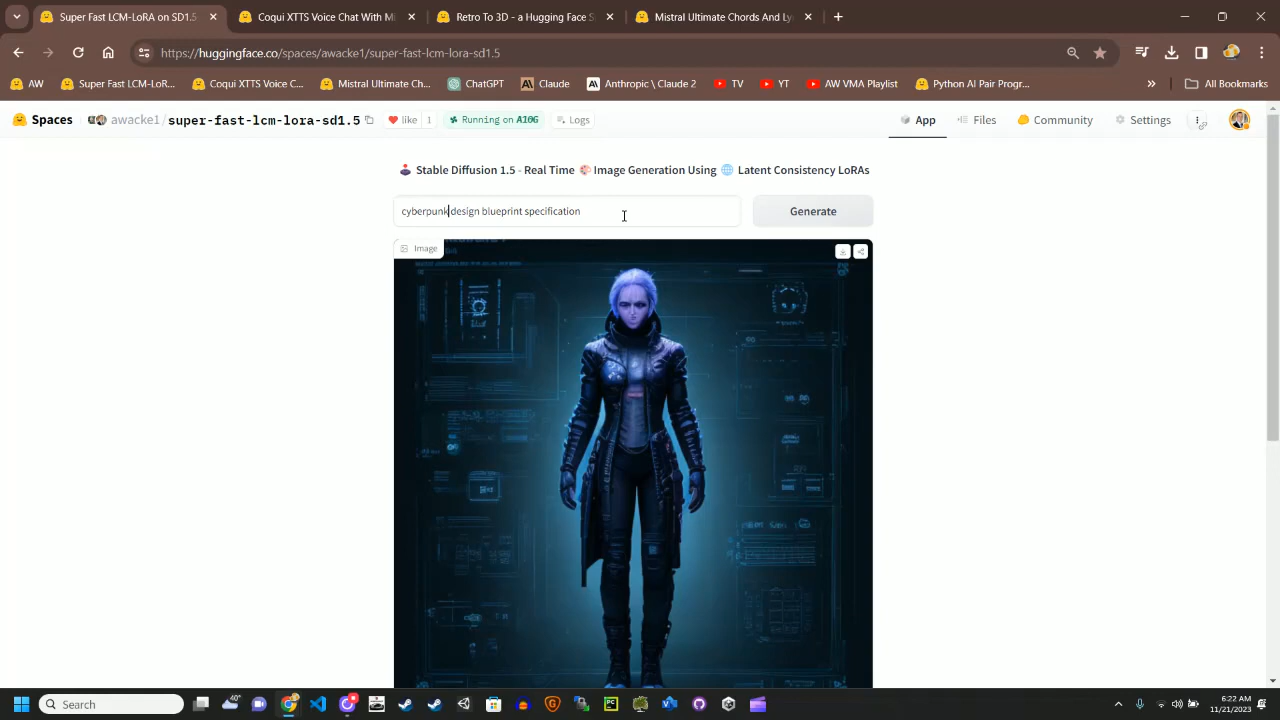 Super Fast LCM-LoRA on SD1.5
Coqui XTTS Voice Chat With Mi
Retro To 3D - a Hugging Face S
Mistral Ultimate Chords And Ly
https://huggingface.co/spaces/awacke1/super-fast-lcm-lora-sd1.5
AW
Super Fast LCM-LoR...
Coqui XTTS Voice C...
Mistral Ultimate Ch...
ChatGPT
Claude
Anthropic \ Claude 2
TV
YT
AW VMA Playlist
Python AI Pair Progr...
All Bookmarks
Spaces
awacke1/super-fast-lcm-lora-sd1.5
like 1
Running on A10G
Logs
App
Files
Community
Settings
Stable Diffusion 1.5 - Real Time Image Generation Using Latent Consistency LoRAs
cyberpunk design blueprint specification
Generate
Image
Search
40°
6:22 AM
11/21/2023